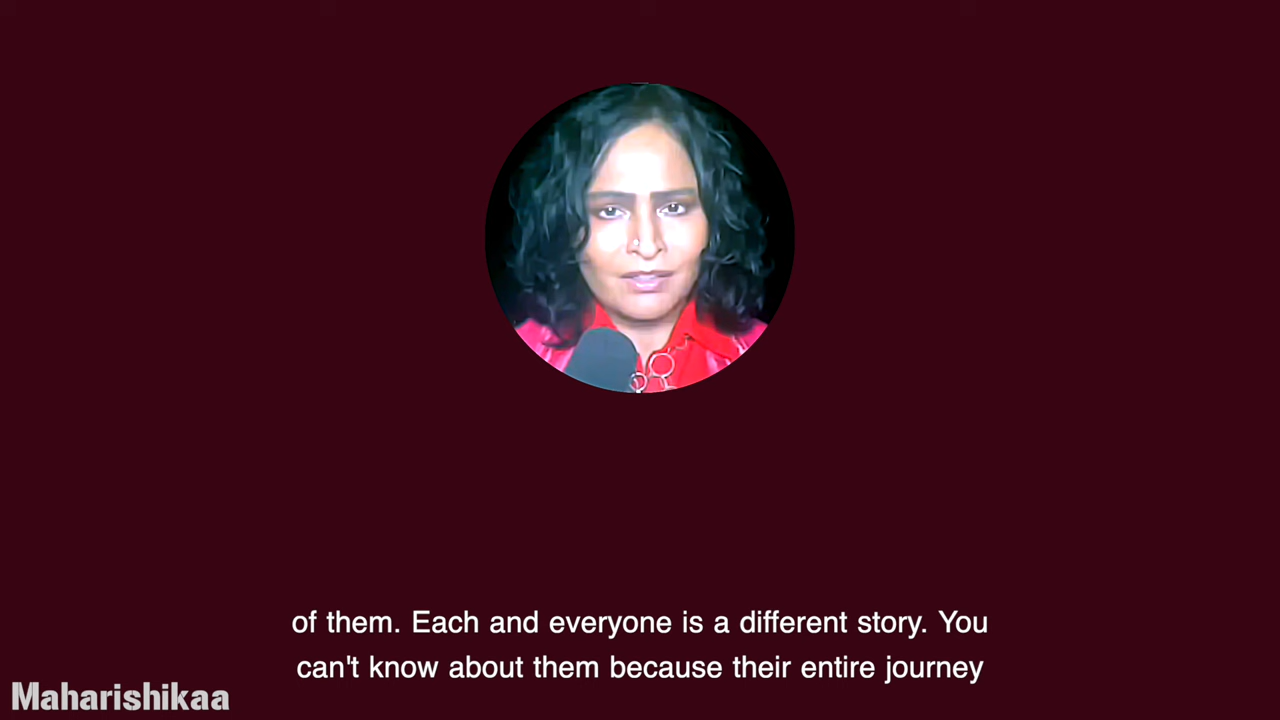 of them. Each and everyone is a different story. You
can't know about them because their entire journey
Maharishikaa